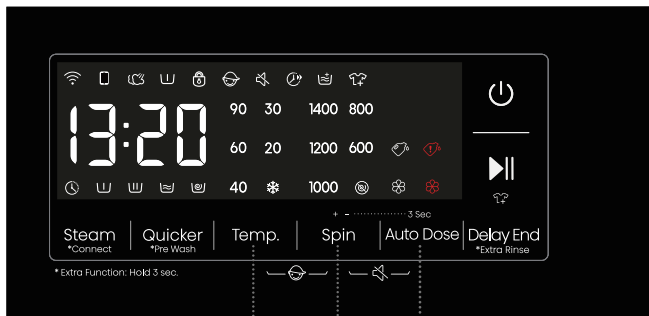 13:20
90 30 1400 800
60 20 1200 600
40 1000
+ - 3 Sec
Steam Quicker Temp. Spin Auto Dose Delay End
*Connect *Pre Wash *Extra Rinse
* Extra Function: Hold 3 sec.